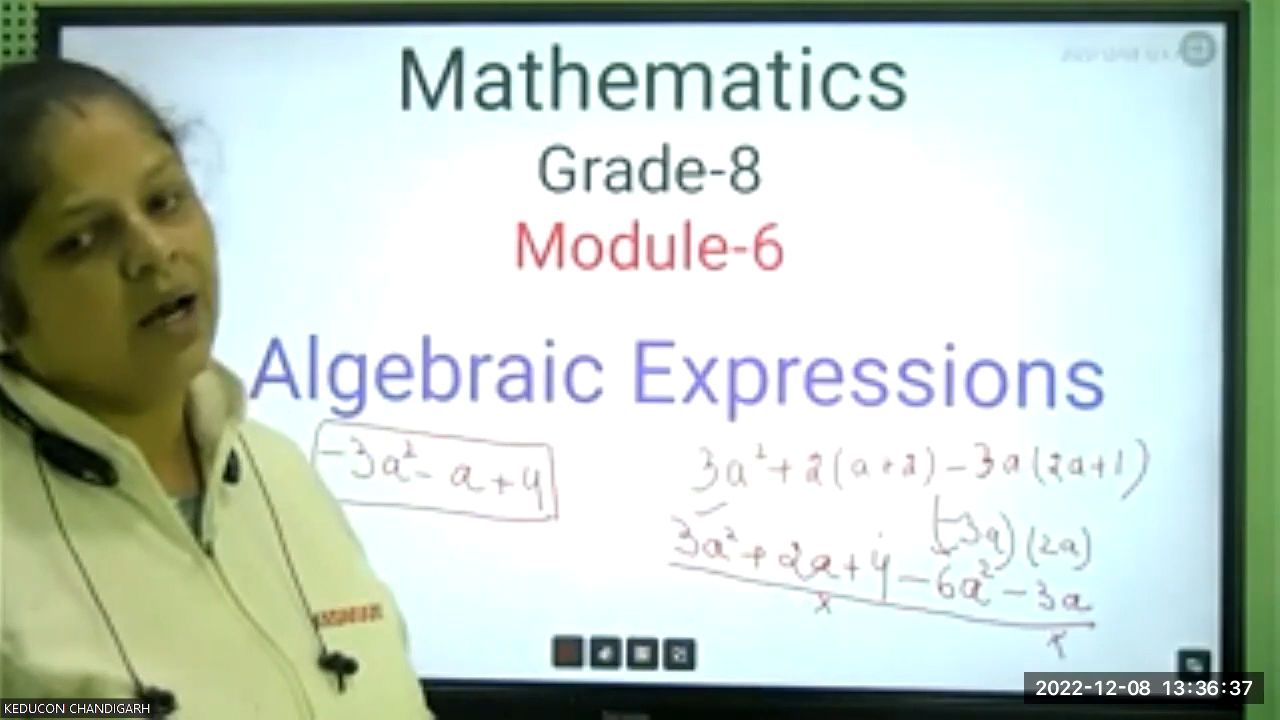 Mathematics
Grade-8
Module-6
Algebraic Expressions
-3a²-a+4
3a²+2(a+2)-3a(2a+1)
(-3a)(2a)
3a²+2a+4-6a²-3a
x
x
KEDUCON CHANDIGARH
2022-12-08 13:36:37